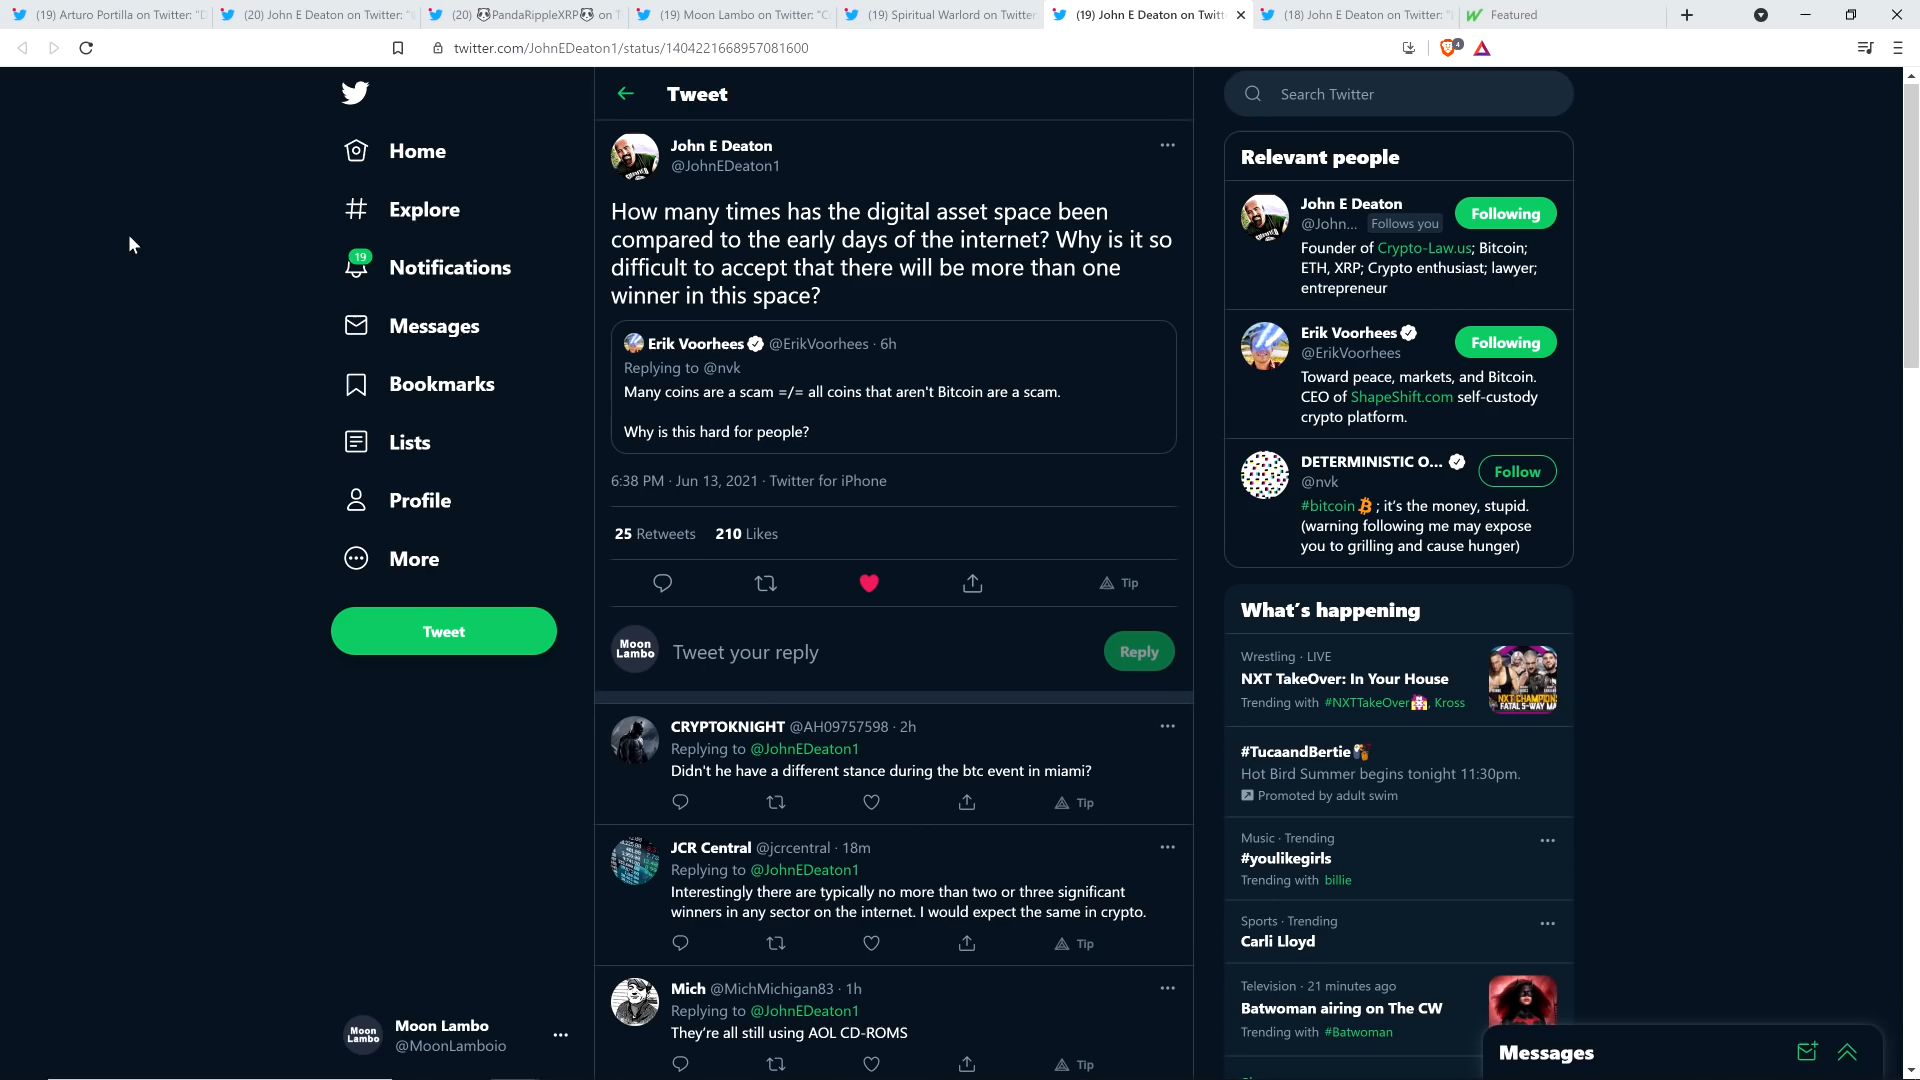 (19) Arturo Portilla on Twitter: "D
(20) John E Deaton on Twitter: "
(20) 🐼PandaRippleXRP🐼 on T
(19) Moon Lambo on Twitter: "C
(19) Spiritual Warlord on Twitter:
(19) John E Deaton on Twitt
(18) John E Deaton on Twitter: "
Featured
twitter.com/JohnEDeaton1/status/1404221668957081600
4
Home
Explore
19
Notifications
Messages
Bookmarks
Lists
Profile
More
Tweet
Moon Lambo
Moon Lambo
@MoonLamboio
Tweet
John E Deaton
@JohnEDeaton1
How many times has the digital asset space been
compared to the early days of the internet? Why is it so
difficult to accept that there will be more than one
winner in this space?
Erik Voorhees @ErikVoorhees · 6h
Replying to @nvk
Many coins are a scam =/= all coins that aren't Bitcoin are a scam.
Why is this hard for people?
6:38 PM · Jun 13, 2021 · Twitter for iPhone
25 Retweets 210 Likes
Tip
Moon Lambo
Tweet your reply
Reply
CRYPTOKNIGHT @AH09757598 · 2h
Replying to @JohnEDeaton1
Didn't he have a different stance during the btc event in miami?
Tip
JCR Central @jcrcentral · 18m
Replying to @JohnEDeaton1
Interestingly there are typically no more than two or three significant
winners in any sector on the internet. I would expect the same in crypto.
Tip
Mich @MichMichigan83 · 1h
Replying to @JohnEDeaton1
They're all still using AOL CD-ROMS
Tip
Search Twitter
Relevant people
John E Deaton
@John... Follows you
Following
Founder of Crypto-Law.us; Bitcoin;
ETH, XRP; Crypto enthusiast; lawyer;
entrepreneur
Erik Voorhees
@ErikVoorhees
Following
Toward peace, markets, and Bitcoin.
CEO of ShapeShift.com self-custody
crypto platform.
DETERMINISTIC O...
@nvk
Follow
#bitcoin ; it's the money, stupid.
(warning following me may expose
you to grilling and cause hunger)
What's happening
Wrestling · LIVE
NXT TakeOver: In Your House
Trending with #NXTTakeOver, Kross
#TucaandBertie
Hot Bird Summer begins tonight 11:30pm.
Promoted by adult swim
Music · Trending
#youlikegirls
Trending with billie
Sports · Trending
Carli Lloyd
Television · 21 minutes ago
Batwoman airing on The CW
Trending with #Batwoman
Messages